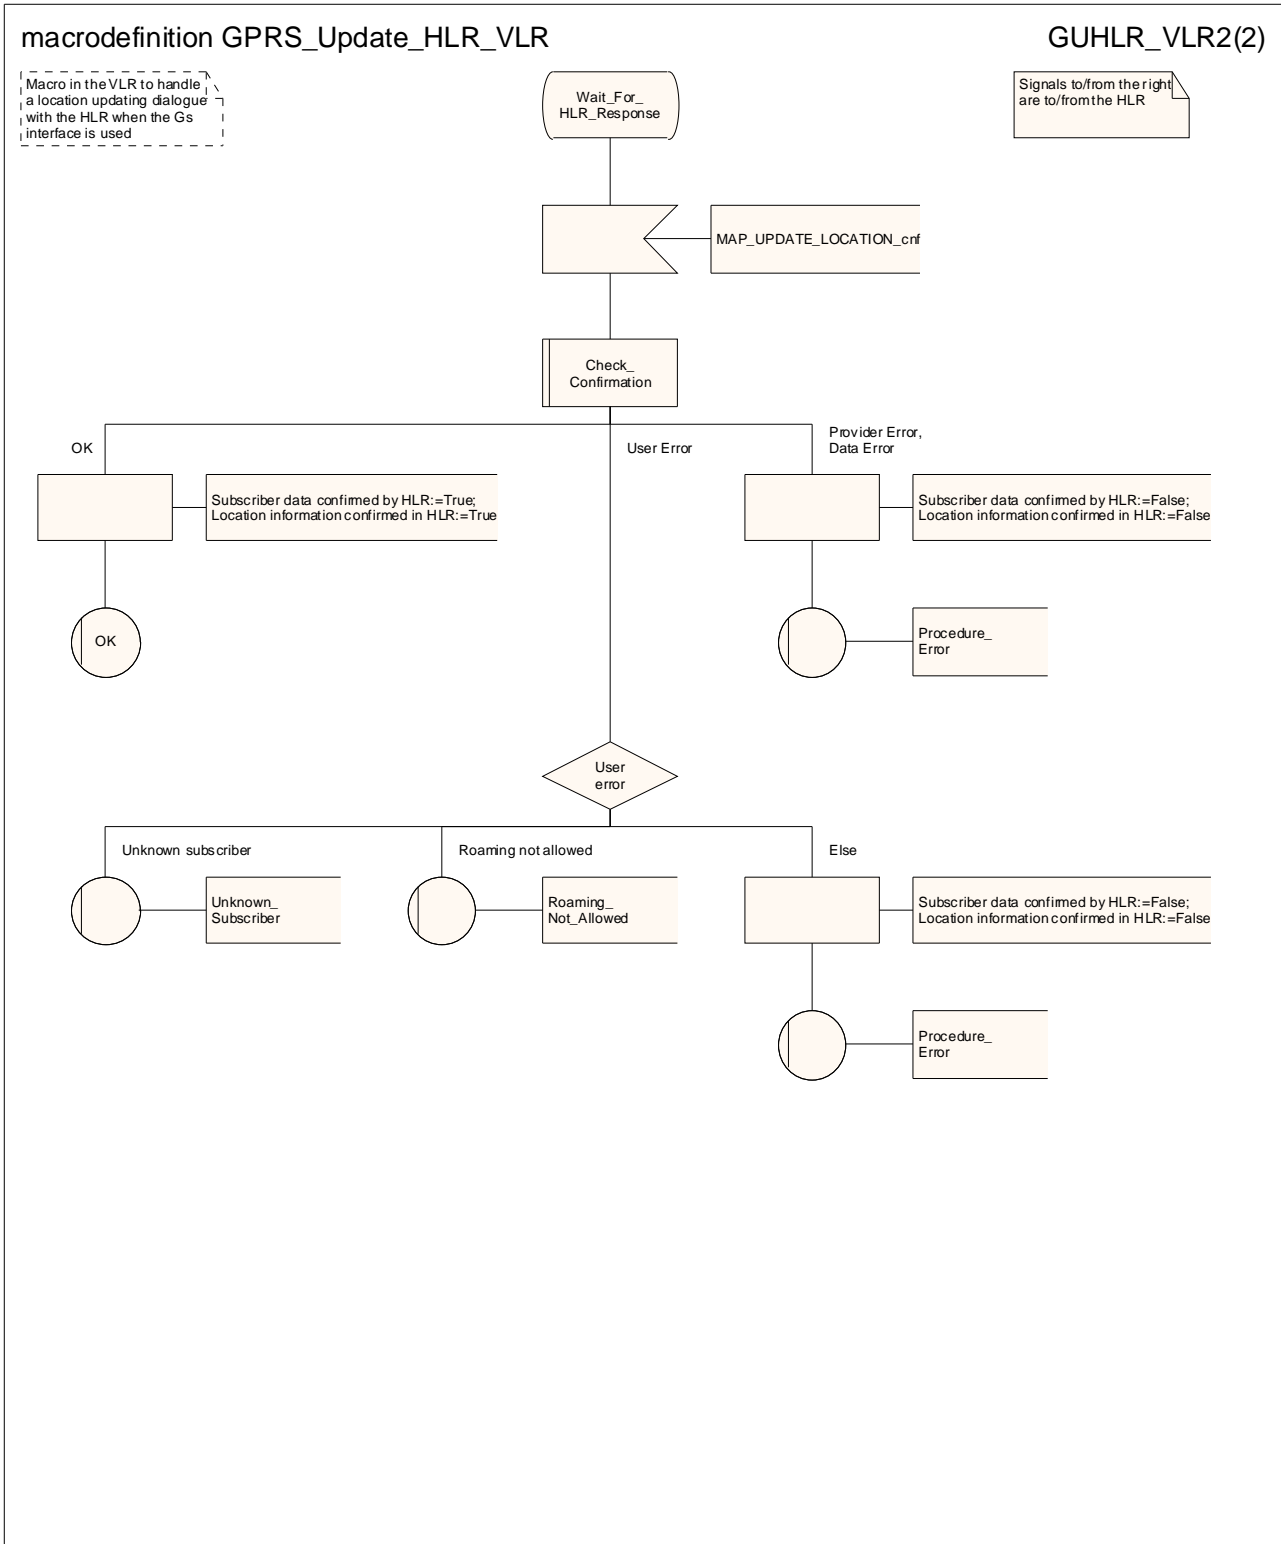 macrodefinition GPRS_Update_HLR_VLR
GUHLR_VLR2(2)
Macro in the VLR to handle
a location updating dialogue
with the HLR when the Gs
interface is used
Wait_For_
HLR_Response
Signals to/from the right
are to/from the HLR
MAP_UPDATE_LOCATION_cnf
Check_
Confirmation
OK
User Error
Provider Error,
Data Error
Subscriber data confirmed by HLR:=True;
Location information confirmed in HLR:=True
Subscriber data confirmed by HLR:=False;
Location information confirmed in HLR:=False
OK
Procedure_
Error
User
error
Unknown subscriber
Roaming not allowed
Else
Unknown_
Subscriber
Roaming_
Not_Allowed
Subscriber data confirmed by HLR:=False;
Location information confirmed in HLR:=False
Procedure_
Error